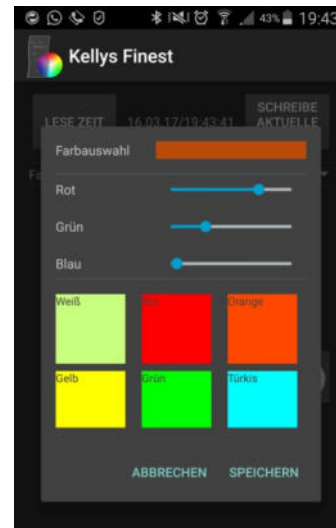 43% 19:43
Kellys Finest
LESE ZEIT 16.03.17/19:43:41 SCHREIBE
AKTUELLE
Farbauswahl
Rot
Grün
Blau
Weiß Rot Orange
Gelb Grün Türkis
ABBRECHEN SPEICHERN